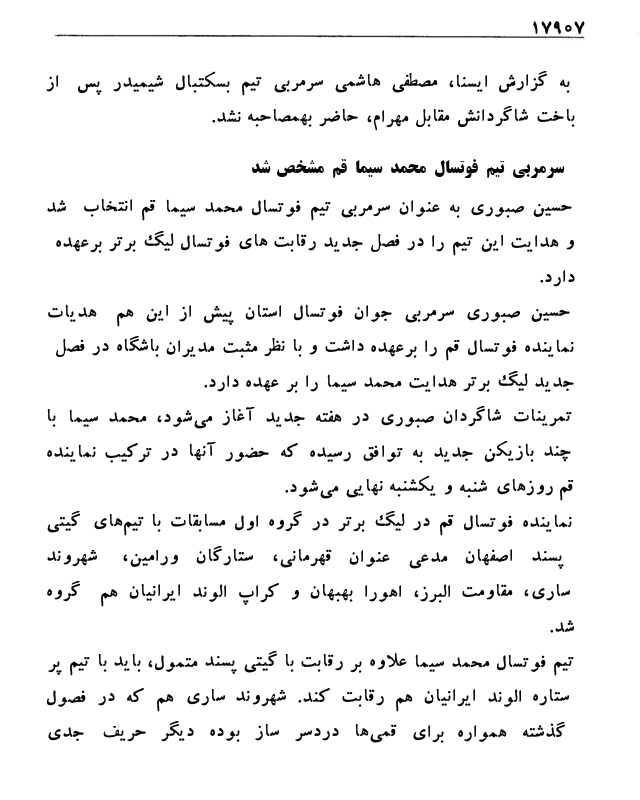 ۱۷۹۰۷
به گزارش ایسنا، مصطفی هاشمی سرمربی تیم بسکتبال شیمیدر پس از
باخت شاگردانش مقابل مهرام، حاضر بهمصاحبه نشد.
سرمربی تیم فوتسال محمد سیما قم مشخص شد
حسین صبوری به عنوان سرمربی تیم فوتسال محمد سیما قم انتخاب شد
و هدایت این تیم را در فصل جدید رقابت های فوتسال لیگ برتر برعهده
دارد.
حسین صبوری سرمربی جوان فوتسال استان پیش از این هم هدیات
نماینده فوتسال قم را برعهده داشت و با نظر مثبت مدیران باشگاه در فصل
جدید لیگ برتر هدایت محمد سیما را بر عهده دارد.
تمرینات شاگردان صبوری در هفته جدید آغاز می‌شود، محمد سیما با
چند بازیکن جدید به توافق رسیده که حضور آنها در ترکیب نماینده
قم روزهای شنبه و یکشنبه نهایی می‌شود.
نماینده فوتسال قم در لیگ برتر در گروه اول مسابقات با تیم‌های گیتی
پسند اصفهان مدعی عنوان قهرمانی، ستارگان ورامین، شهروند
ساری، مقاومت البرز، اهورا بهبهان و کراپ الوند ایرانیان هم گروه
شد.
تیم فوتسال محمد سیما علاوه بر رقابت با گیتی پسند متمول، باید با تیم پر
ستاره الوند ایرانیان هم رقابت کند. شهروند ساری هم که در فصول
گذشته همواره برای قمی‌ها دردسر ساز بوده دیگر حریف جدی